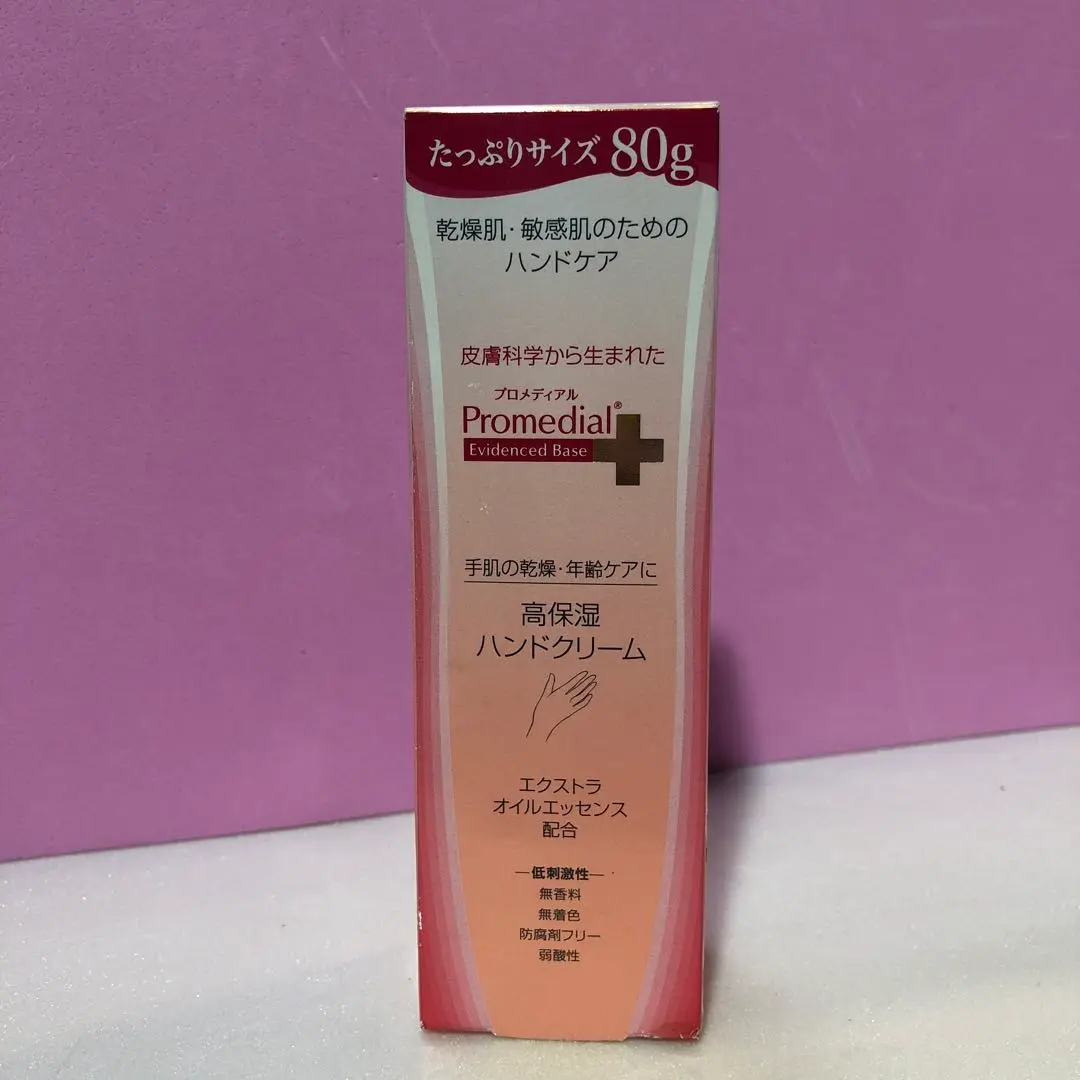 たっぷりサイズ 80g
乾燥肌・敏感肌のための
ハンドケア
皮膚科学から生まれた
プロメディアル
Promedial®
Evidenced Base
手肌の乾燥・年齢ケアに
高保湿
ハンドクリーム
エクストラ
オイルエッセンス
配合
―低刺激性―
無香料
無着色
防腐剤フリー
弱酸性